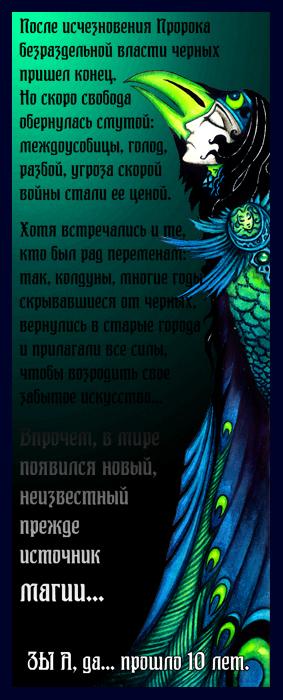 После исчезновения Пророка
безраздельной власти черных
пришел конец.
Но скоро свобода
обернулась смутой:
междоусобицы, голод,
разбой, угроза скорой
войны стали ее ценой.
Хотя встречались и те,
кто был рад переменам:
так, колдуны, многие годы
скрывавшиеся от черных,
вернулись в старые города
и прилагали все силы,
чтобы возродить свое
забытое искусство...
Впрочем, в мире
появился новый,
неизвестный
прежде
источник
магии...
ЗЫ А, да... прошло 10 лет.